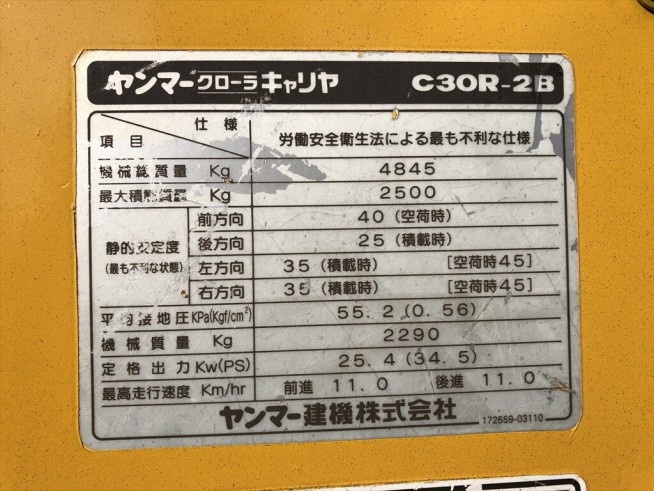 ヤンマークローラキャリヤ C30R-2B
仕様
項目 労働安全衛生法による最も不利な仕様
機械総質量 Kg 4845
最大積載質量 Kg 2500
静的安定度 (最も不利な状態)
前方向 40 (空荷時)
後方向 25 (積載時)
左方向 35 (積載時) [空荷時45]
右方向 35 (積載時) [空荷時45]
平均接地圧 KPa(Kgf/cm²) 55.2 (0.56)
機械質量 Kg 2290
定格出力 Kw(PS) 25.4 (34.5)
最高走行速度 Km/hr 前進 11.0 後進 11.0
ヤンマー建機株式会社 172659-03110